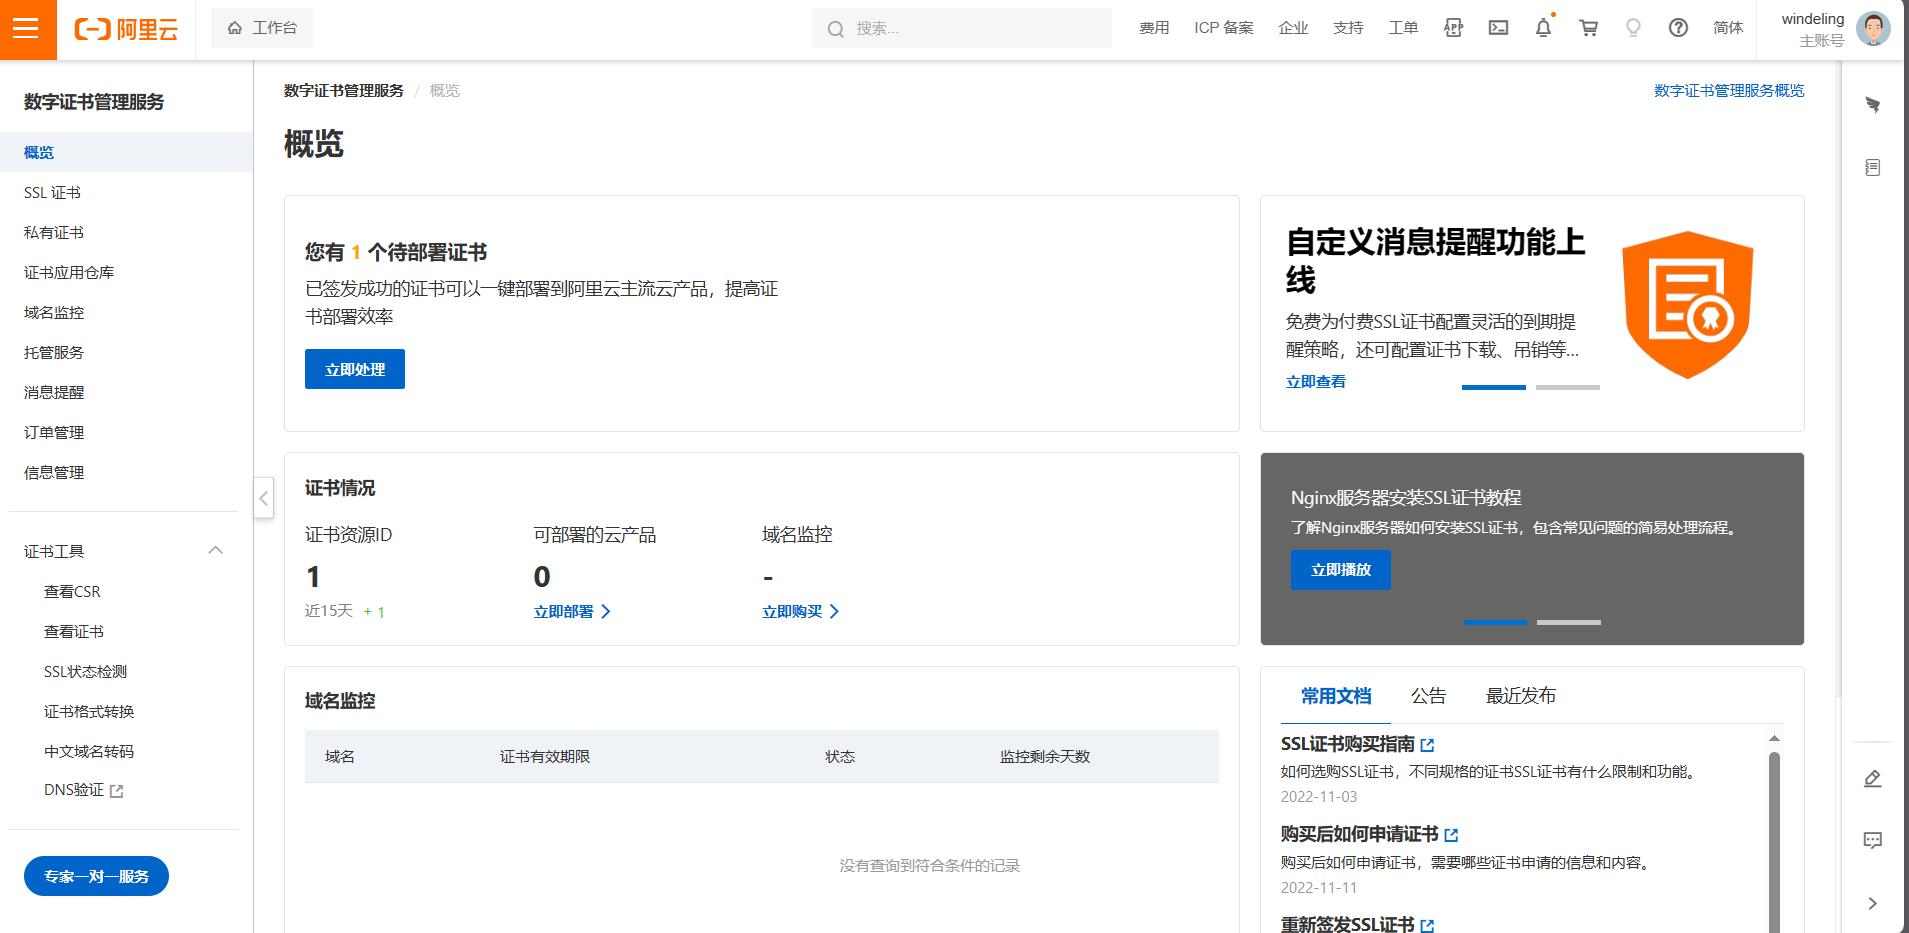 阿里云
工作台
搜索...
费用
ICP 备案
企业
支持
工单
简体
windeling
主账号
数字证书管理服务
概览
SSL 证书
私有证书
证书应用仓库
域名监控
托管服务
消息提醒
订单管理
信息管理
证书工具
查看CSR
查看证书
SSL状态检测
证书格式转换
中文域名转码
DNS验证
专家一对一服务
数字证书管理服务 / 概览
数字证书管理服务概览
概览
您有 1 个待部署证书
已签发成功的证书可以一键部署到阿里云主流云产品，提高证
书部署效率
立即处理
自定义消息提醒功能上
线
免费为付费SSL证书配置灵活的到期提
醒策略，还可配置证书下载、吊销等...
立即查看
证书情况
证书资源ID
1
近15天 + 1
可部署的云产品
0
立即部署
域名监控
-
立即购买
Nginx服务器安装SSL证书教程
了解Nginx服务器如何安装SSL证书，包含常见问题的简易处理流程。
立即播放
域名监控
域名 证书有效期限 状态 监控剩余天数
没有查询到符合条件的记录
常用文档 公告 最近发布
SSL证书购买指南
如何选购SSL证书，不同规格的证书SSL证书有什么限制和功能。
2022-11-03
购买后如何申请证书
购买后如何申请证书，需要哪些证书申请的信息和内容。
2022-11-11
重新签发SSL证书